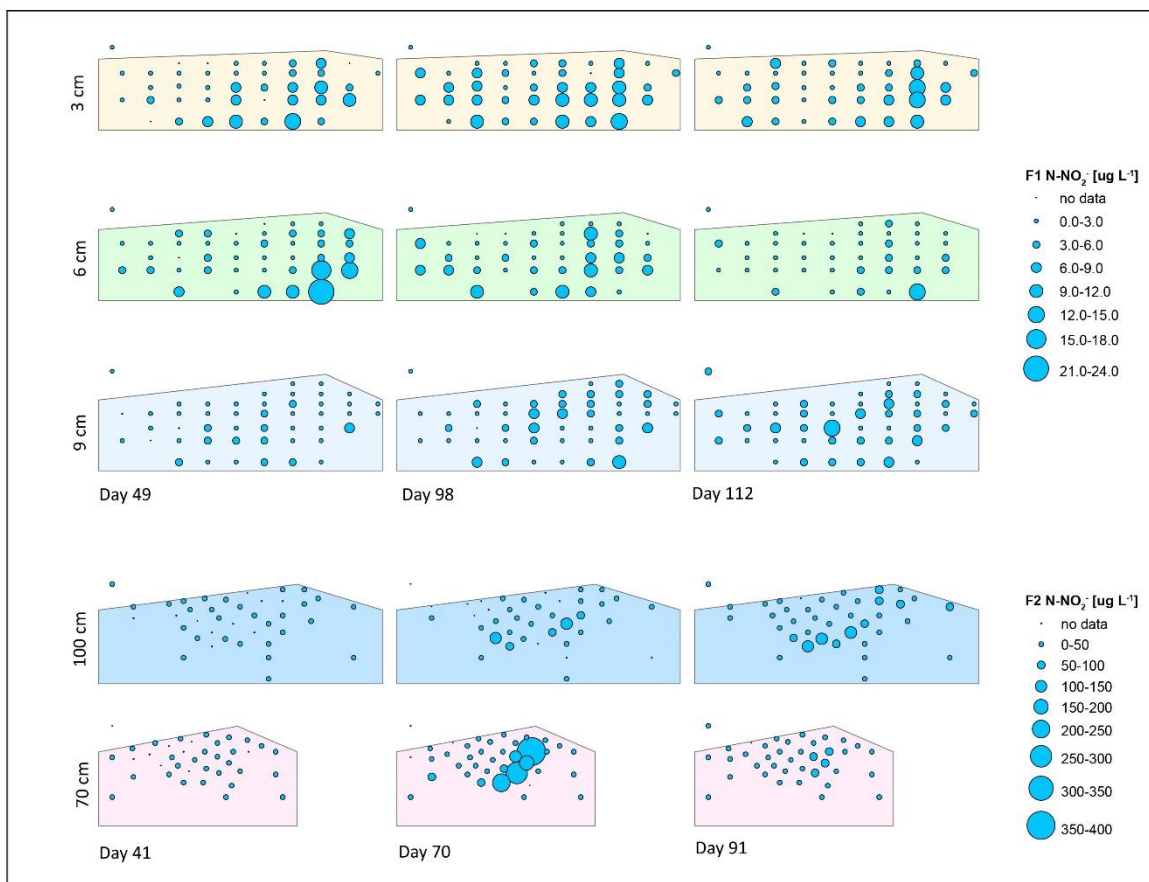 3 cm
F1 N-NO₂⁻ [ug L⁻¹]
no data
0.0-3.0
3.0-6.0
6.0-9.0
9.0-12.0
12.0-15.0
15.0-18.0
21.0-24.0
6 cm
9 cm
Day 49
Day 98
Day 112
100 cm
F2 N-NO₂⁻ [ug L⁻¹]
no data
0-50
50-100
100-150
150-200
200-250
250-300
300-350
350-400
70 cm
Day 41
Day 70
Day 91